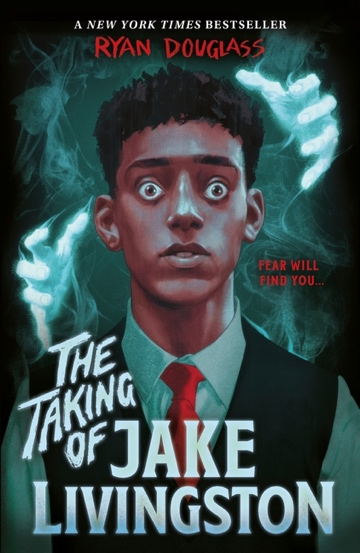 A NEW YORK TIMES BESTSELLER
RYAN DOUGLASS
FEAR WILL
FIND YOU...
THE
TAKING
OF
JAKE
LIVINGSTON